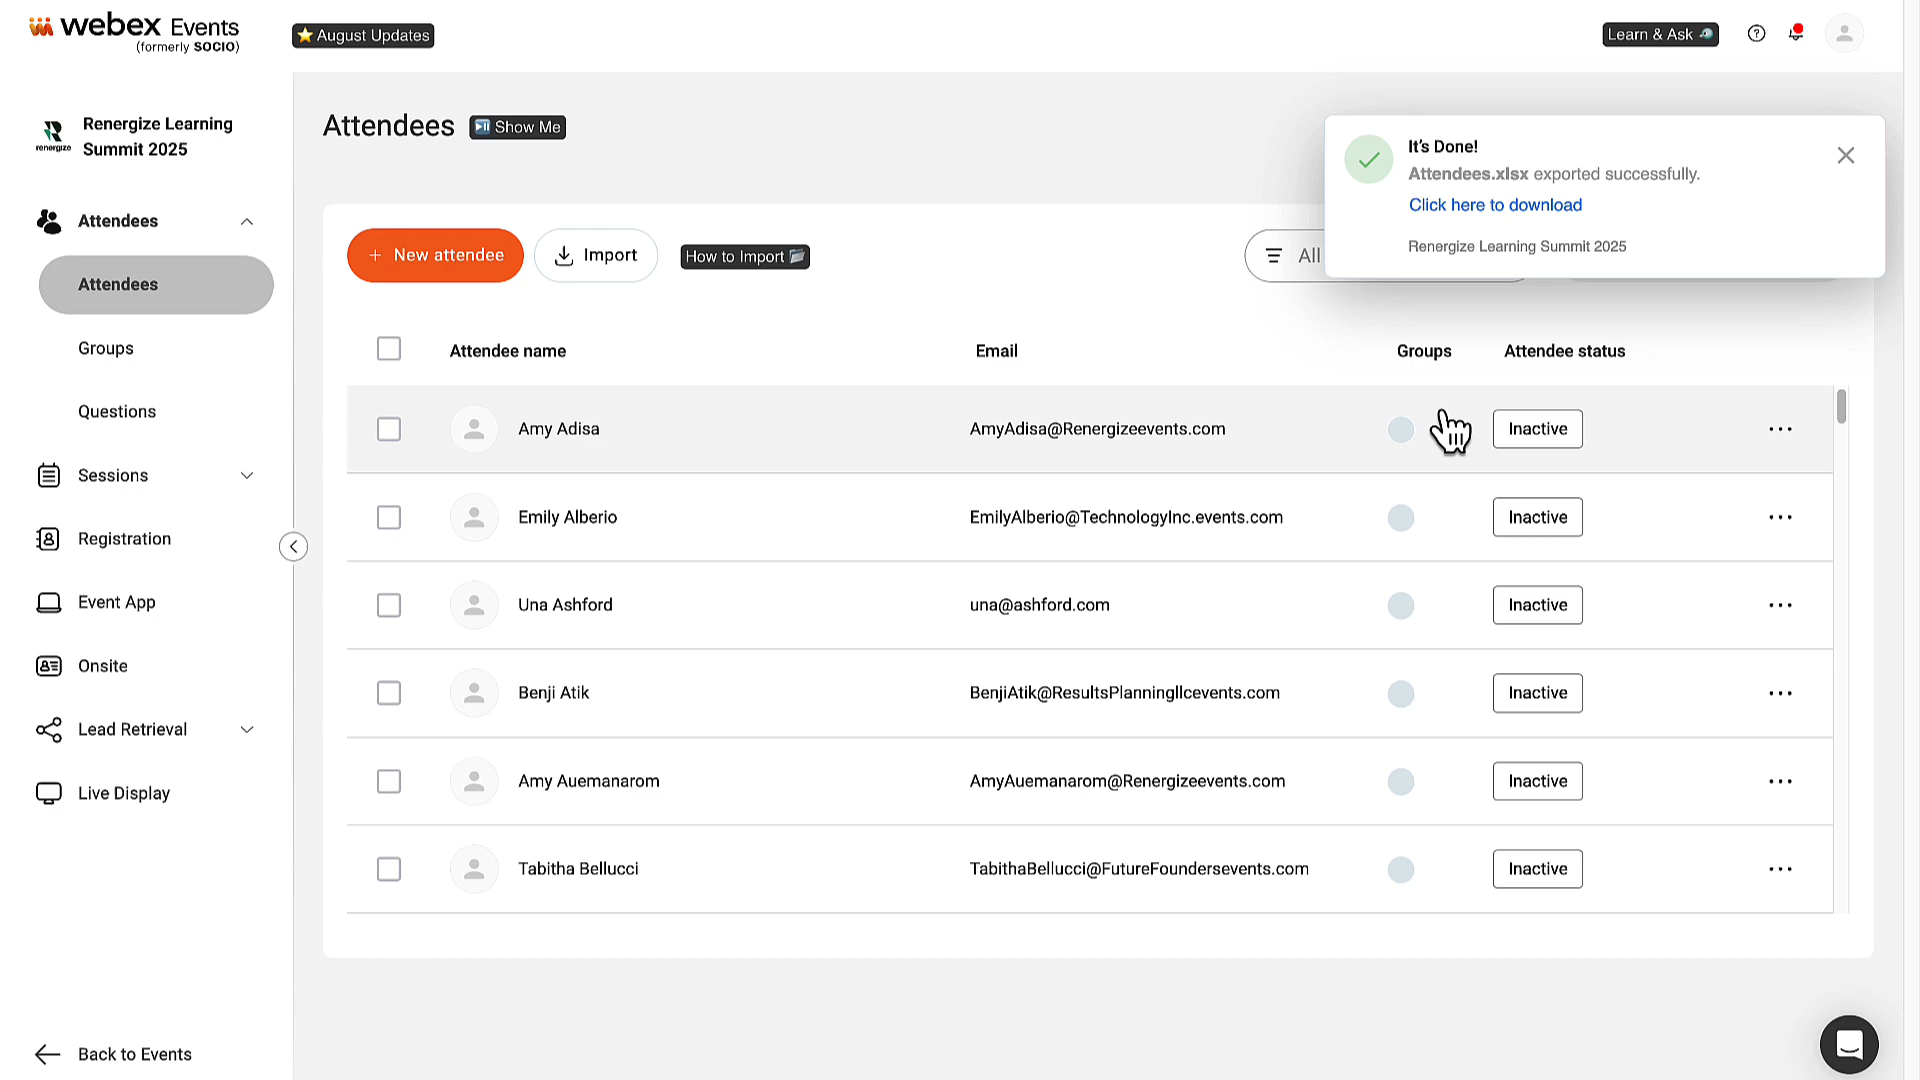 webex Events
(formerly SOCIO)
August Updates
Learn & Ask
Renergize Learning
Summit 2025
renergize
Attendees
Show Me
It's Done!
Attendees.xlsx exported successfully.
Click here to download
Renergize Learning Summit 2025
Attendees
Attendees
Groups
Questions
Sessions
Registration
Event App
Onsite
Lead Retrieval
Live Display
Back to Events
+ New attendee
Import
How to Import
All
Attendee name Email Groups Attendee status
Amy Adisa AmyAdisa@Renergizeevents.com Inactive
Emily Alberio EmilyAlberio@TechnologyInc.events.com Inactive
Una Ashford una@ashford.com Inactive
Benji Atik BenjiAtik@ResultsPlanningllcevents.com Inactive
Amy Auemanarom AmyAuemanarom@Renergizeevents.com Inactive
Tabitha Bellucci TabithaBellucci@FutureFoundersevents.com Inactive